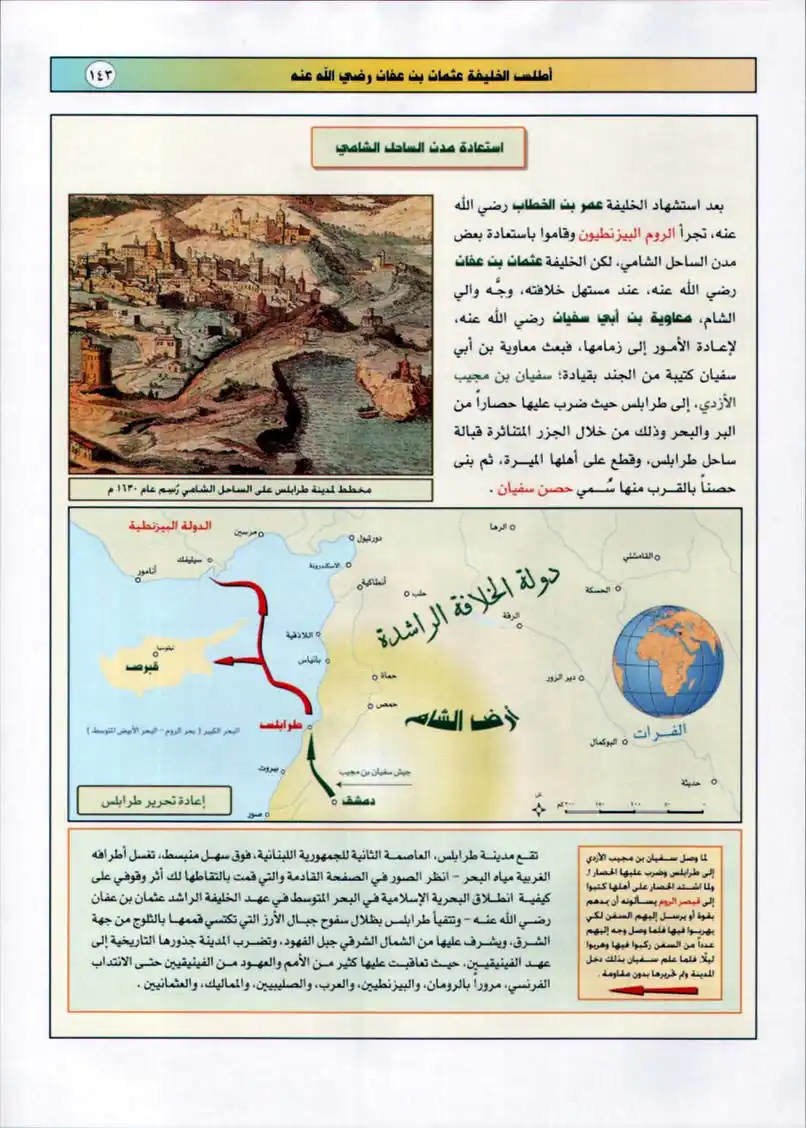 أطلس الخليفة عثمان بن عفان رضي الله عنه
١٤٣
استعادة مدن الساحل الشامي
بعد استشهاد الخليفة عمر بن الخطاب رضي الله
عنه، تجرأ الروم البيزنطيون وقاموا باستعادة بعض
مدن الساحل الشامي، لكن الخليفة عثمان بن عفان
رضي الله عنه، عند مستهل خلافته، وجَّه والي
الشام، معاوية بن أبي سفيان رضي الله عنه،
لإعادة الأمور إلى زمامها، فبعث معاوية بن أبي
سفيان كتيبة من الجند بقيادة؛ سفيان بن مجيب
الأزدي، إلى طرابلس حيث ضرب عليها حصاراً من
البر والبحر وذلك من خلال الجزر المتناثرة قبالة
ساحل طرابلس، وقطع على أهلها الميرة، ثم بنى
حصناً بالقرب منها سُمي حصن سفيان .
مخطط لمدينة طرابلس على الساحل الشامي رُسِم عام ١٦٣٠ م
الدولة البيزنطية
مرسين
دورتيول
الرها
سيليفك
الاسكندرونة
القامشلي
أنامور
أنطاكية
حلب
الحسكة
دولة الخلافة الراشدة
الرقة
اللاذقية
نيقوسيا
قبرص
بانياس
حماة
دير الزور
حمص
أرض الشام
طرابلس
البحر الكبير ( بحر الروم - البحر الأبيض المتوسط )
الفرات
البوكمال
بيروت
جيش سفيان بن مجيب
حديثة
دمشق
صور
إعادة تحرير طرابلس
ش
٢٠٠ كم
١٥٠
١٠٠
٥٠
٠
تقع مدينة طرابلس، العاصمة الثانية للجمهورية اللبنانية، فوق سهل منبسط، تغسل أطرافه
الغربية مياه البحر - انظر الصور في الصفحة القادمة والتي قمت بالتقاطها لك أثر وقوفي على
كيفية انطلاق البحرية الإسلامية في البحر المتوسط في عهد الخليفة الراشد عثمان بن عفان
رضي الله عنه - وتتفيأ طرابلس بظلال سفوح جبال الأرز التي تكتسي قممها بالثلوج من جهة
الشرق، ويشرف عليها من الشمال الشرقي جبل الفهود، وتضرب المدينة جذورها التاريخية إلى
عهد الفينيقيين، حيث تعاقبت عليها كثير من الأمم والعهود من الفينيقيين حتى الانتداب
الفرنسي، مروراً بالرومان، والبيزنطيين، والعرب، والصليبيين، والمماليك، والعثمانيين .
لما وصل سفيان بن مجيب الأزدي
إلى طرابلس وضرب عليها الحصار ا.
ولما اشتد الحصار على أهلها كتبوا
إلى قيصر الروم يسألونه أن يمدهم
بقوة أو يرسل إليهم السفن لكي
يهربوا فيها فلما وصل وجه إليهم
عدداً من السفن ركبوا فيها وهربوا
ليلًا. فلما علم سفيان بذلك دخل
المدينة وتم تحريرها بدون مقاومة .